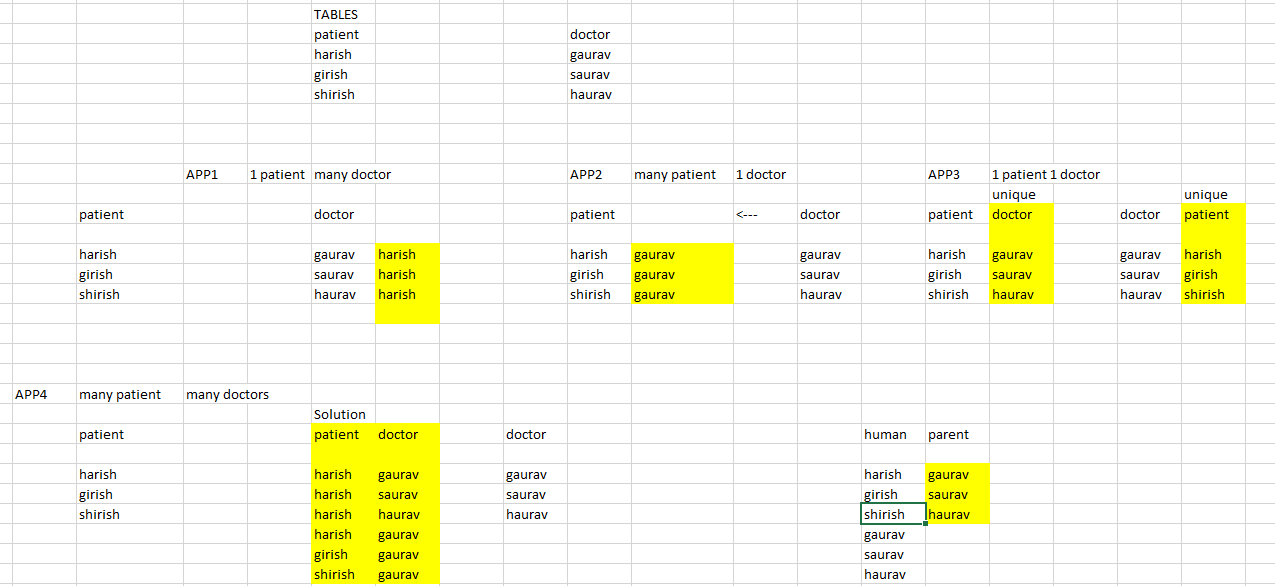 TABLES
patient doctor
harish gaurav
girish saurav
shirish haurav
APP1 1 patient many doctor APP2 many patient 1 doctor APP3 1 patient 1 doctor
unique unique
patient doctor patient <--- doctor patient doctor doctor patient
harish gaurav harish harish gaurav gaurav harish gaurav gaurav harish
girish saurav harish girish gaurav saurav girish saurav saurav girish
shirish haurav harish shirish gaurav haurav shirish haurav haurav shirish
APP4 many patient many doctors
Solution
patient patient doctor doctor human parent
harish harish gaurav gaurav harish gaurav
girish harish saurav saurav girish saurav
shirish harish haurav haurav shirish haurav
harish gaurav gaurav
girish gaurav saurav
shirish gaurav haurav